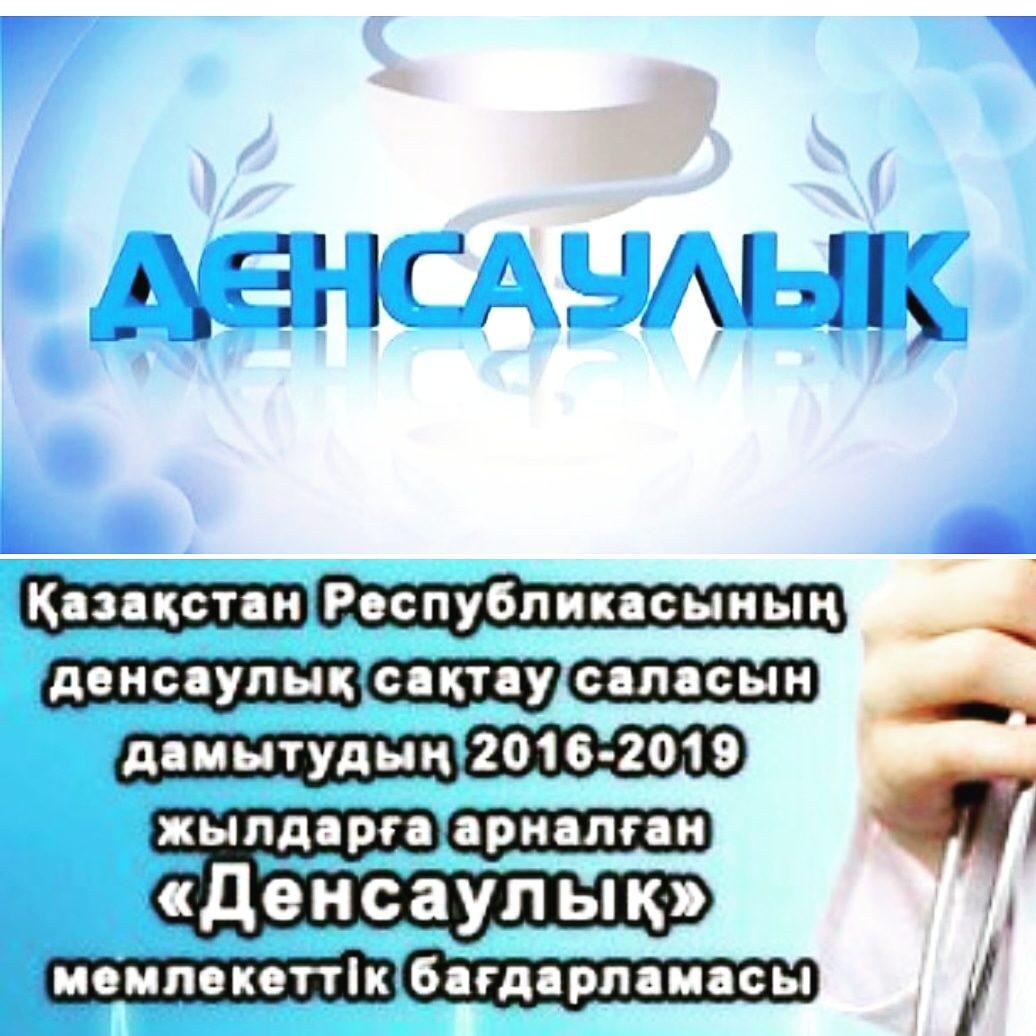 ДЕНСАУЛЫҚ
Қазақстан Республикасының
денсаулық сақтау саласын
дамытудың 2016-2019
жылдарға арналған
«Денсаулық»
мемлекеттік бағдарламасы